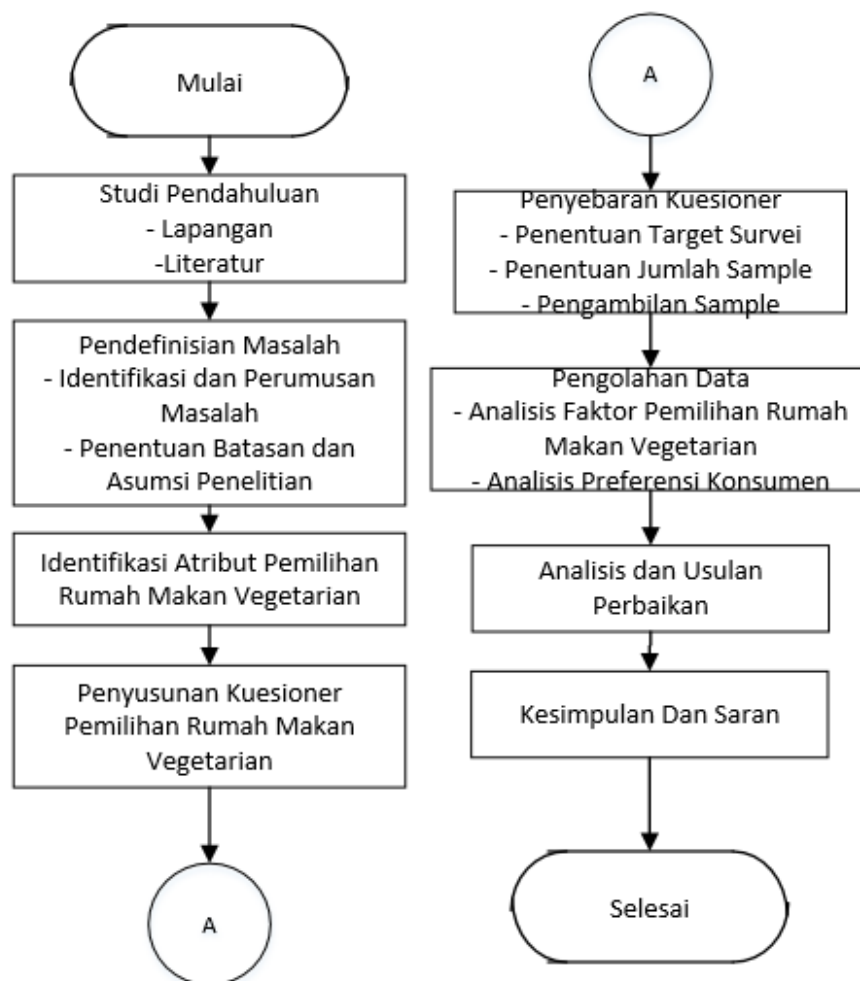 Mulai
Studi Pendahuluan
- Lapangan
-Literatur
Pendefinisian Masalah
- Identifikasi dan Perumusan
Masalah
- Penentuan Batasan dan
Asumsi Penelitian
Identifikasi Atribut Pemilihan
Rumah Makan Vegetarian
Penyusunan Kuesioner
Pemilihan Rumah Makan
Vegetarian
A
A
Penyebaran Kuesioner
- Penentuan Target Survei
- Penentuan Jumlah Sample
- Pengambilan Sample
Pengolahan Data
- Analisis Faktor Pemilihan Rumah
Makan Vegetarian
- Analisis Preferensi Konsumen
Analisis dan Usulan
Perbaikan
Kesimpulan Dan Saran
Selesai